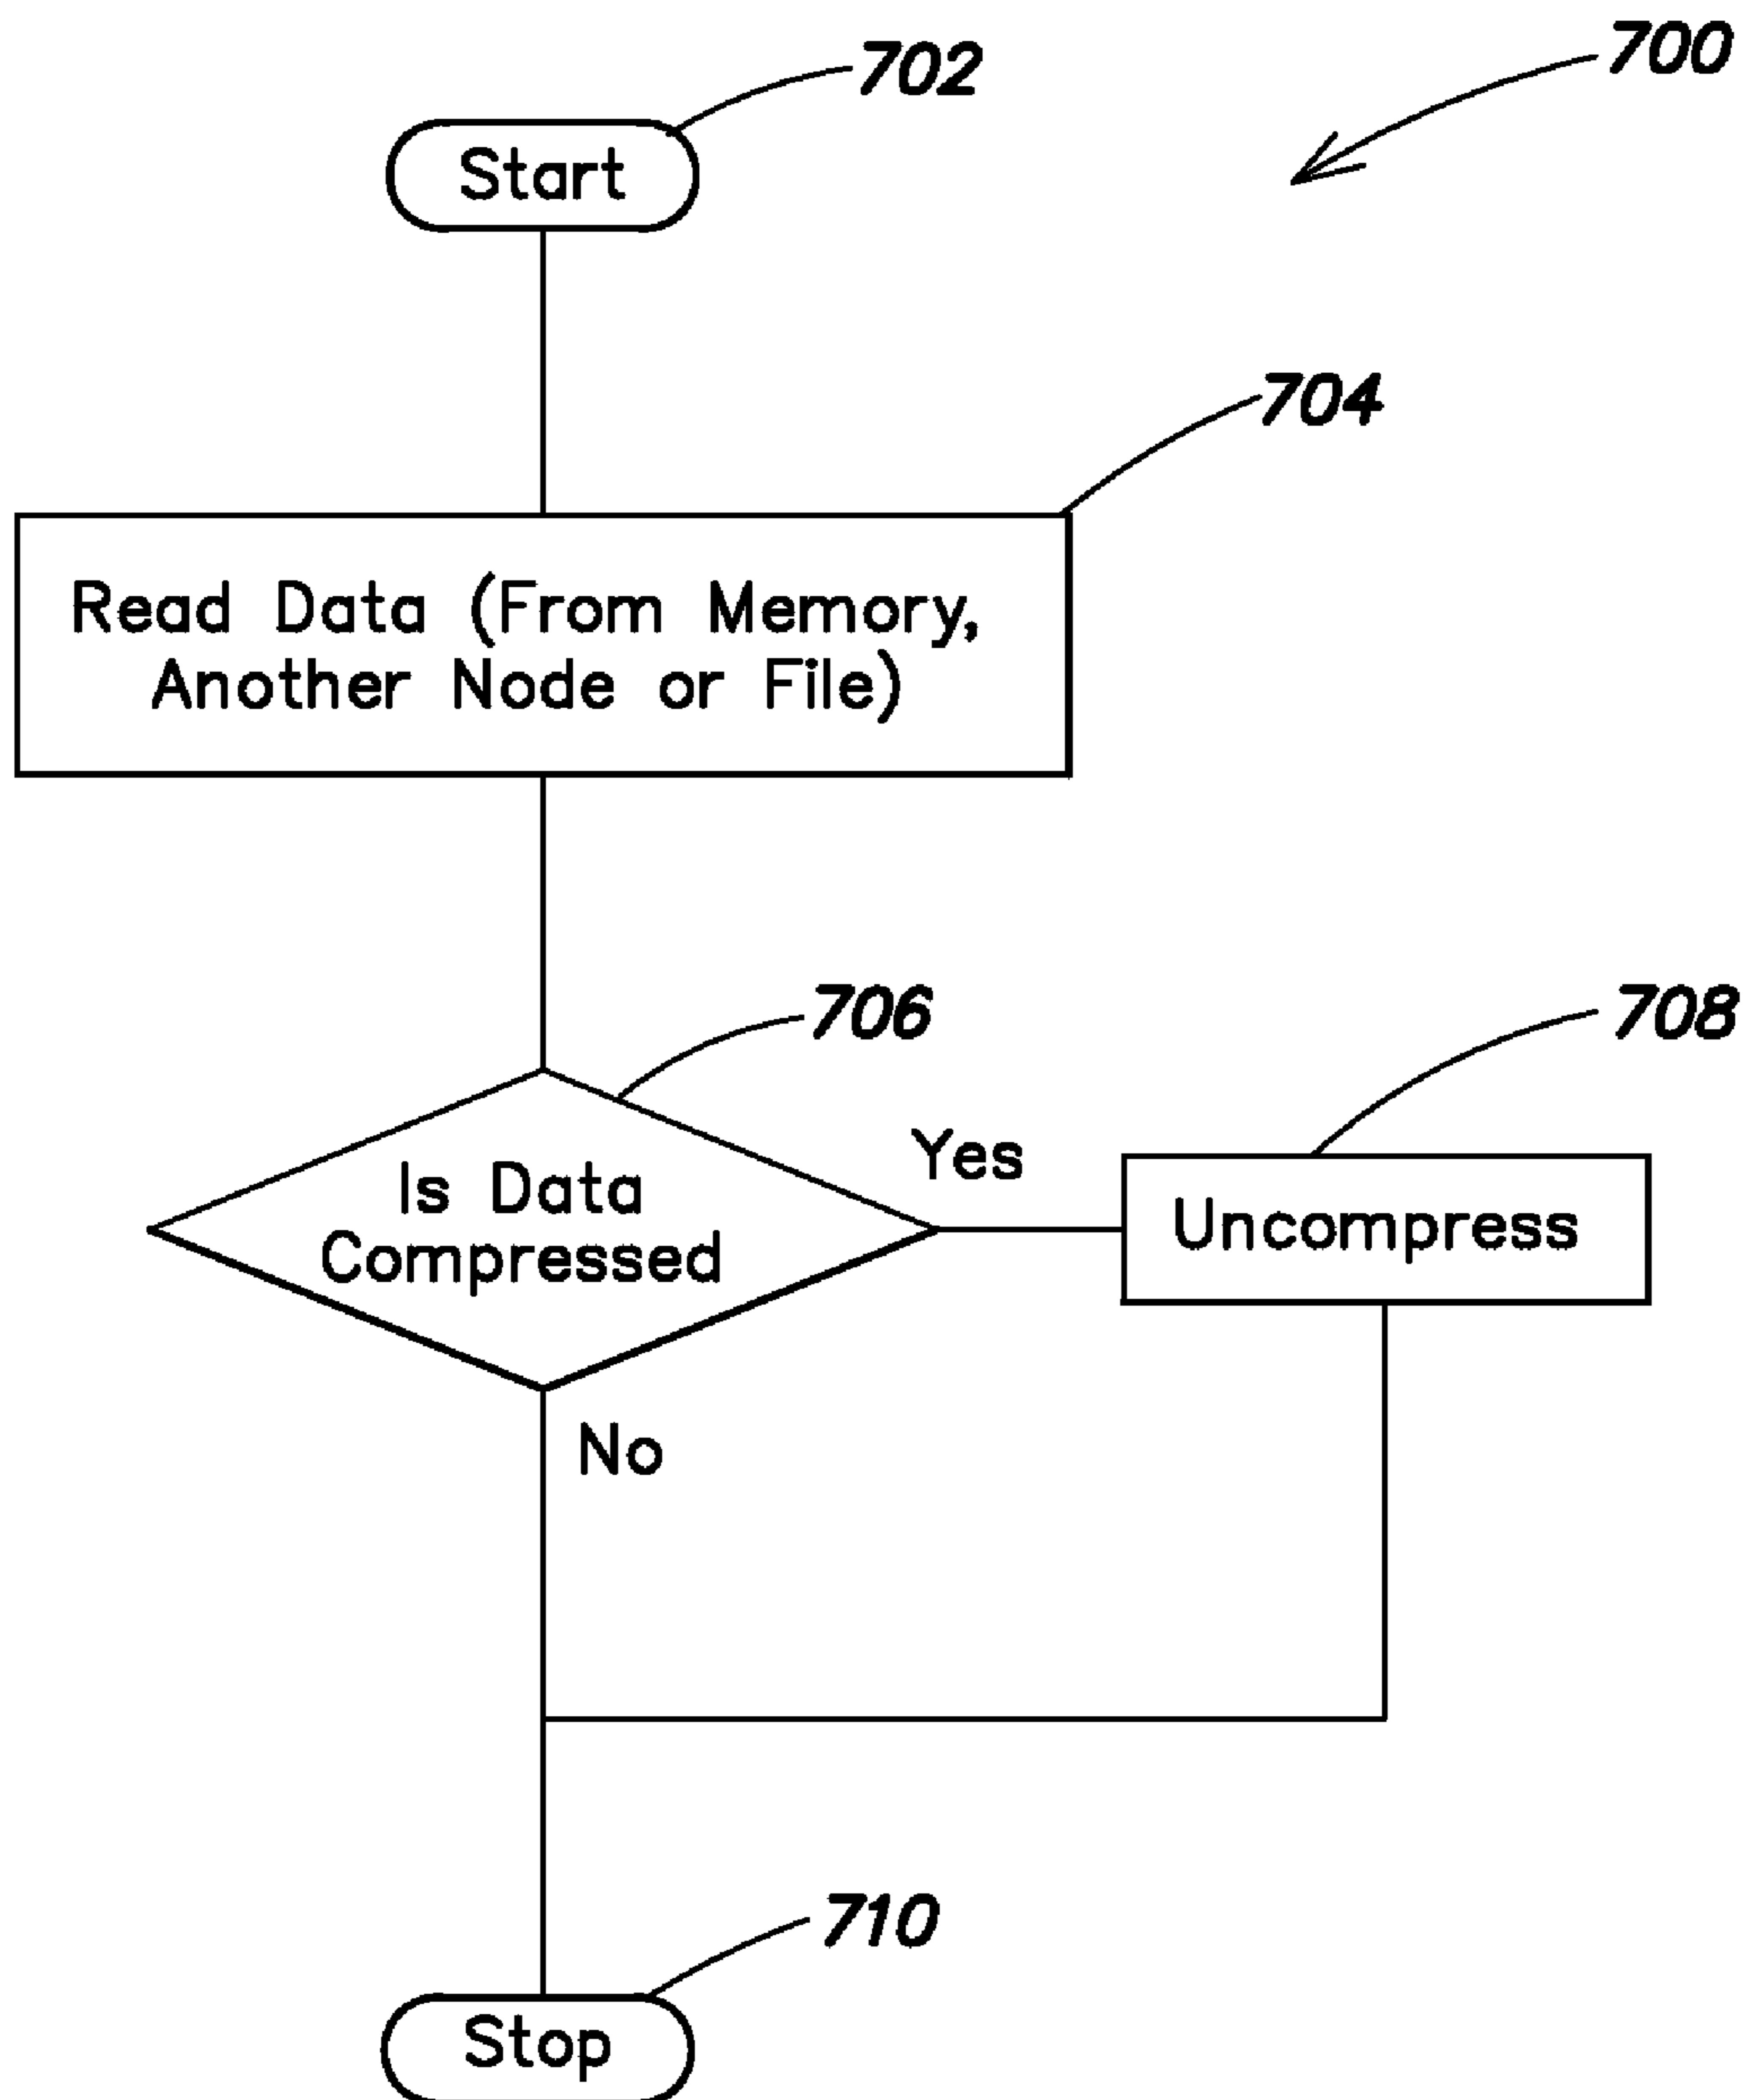 700
702
Start
704
Read Data (From Memory,
Another Node or File)
706
708
Is Data
Compressed
Yes
Uncompress
No
710
Stop